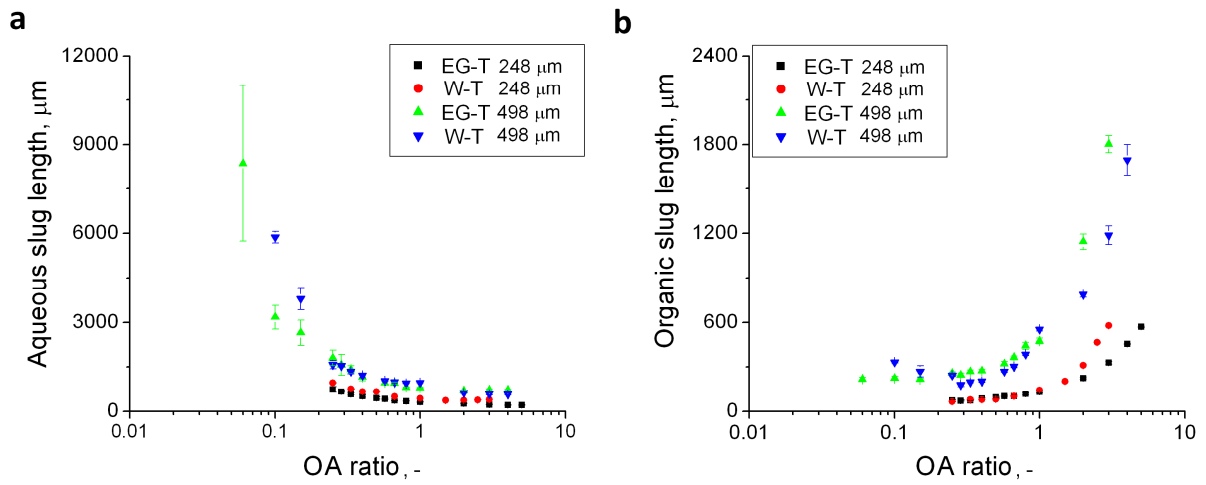 a
12000
9000
6000
3000
0
Aqueous slug length, μm
EG-T 248 μm
W-T 248 μm
EG-T 498 μm
W-T 498 μm
0.01
0.1
1
10
OA ratio, -
b
2400
1800
1200
600
0
Organic slug length, μm
EG-T 248 μm
W-T 248 μm
EG-T 498 μm
W-T 498 μm
0.01
0.1
1
10
OA ratio, -